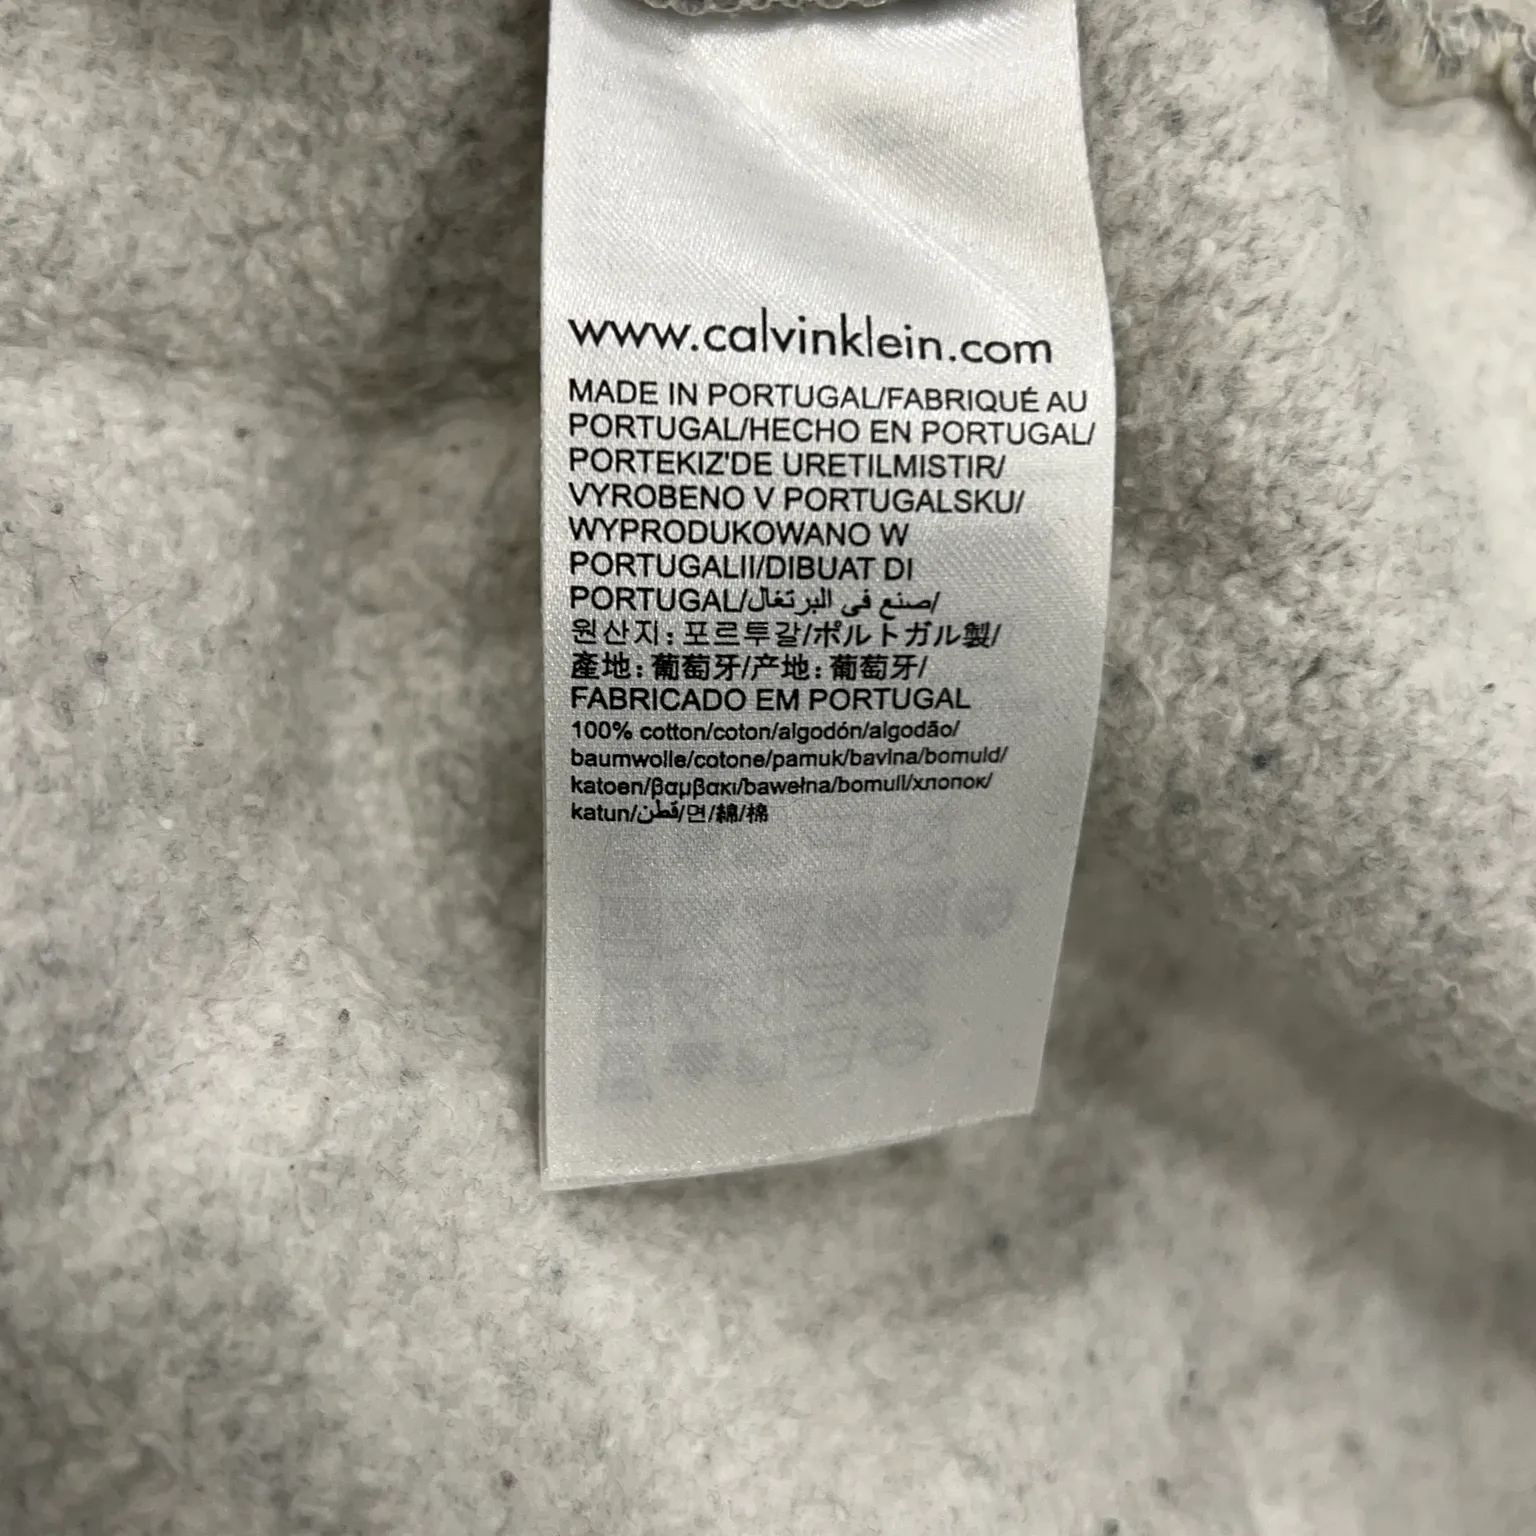 www.calvinklein.com
MADE IN PORTUGAL/FABRIQUÉ AU
PORTUGAL/HECHO EN PORTUGAL/
PORTEKIZ'DE URETILMISTIR/
VYROBENO V PORTUGALSKU/
WYPRODUKOWANO W
PORTUGALII/DIBUAT DI
PORTUGAL/صنع في البرتغال/
원산지: 포르투갈/ポルトガル製/
產地: 葡萄牙/产地: 葡萄牙/
FABRICADO EM PORTUGAL
100% cotton/coton/algodón/algodão/
baumwolle/cotone/pamuk/bavlna/bomuld/
katoen/βαμβακι/bawełna/bomull/хлопок/
katun/قطن/면/綿/棉